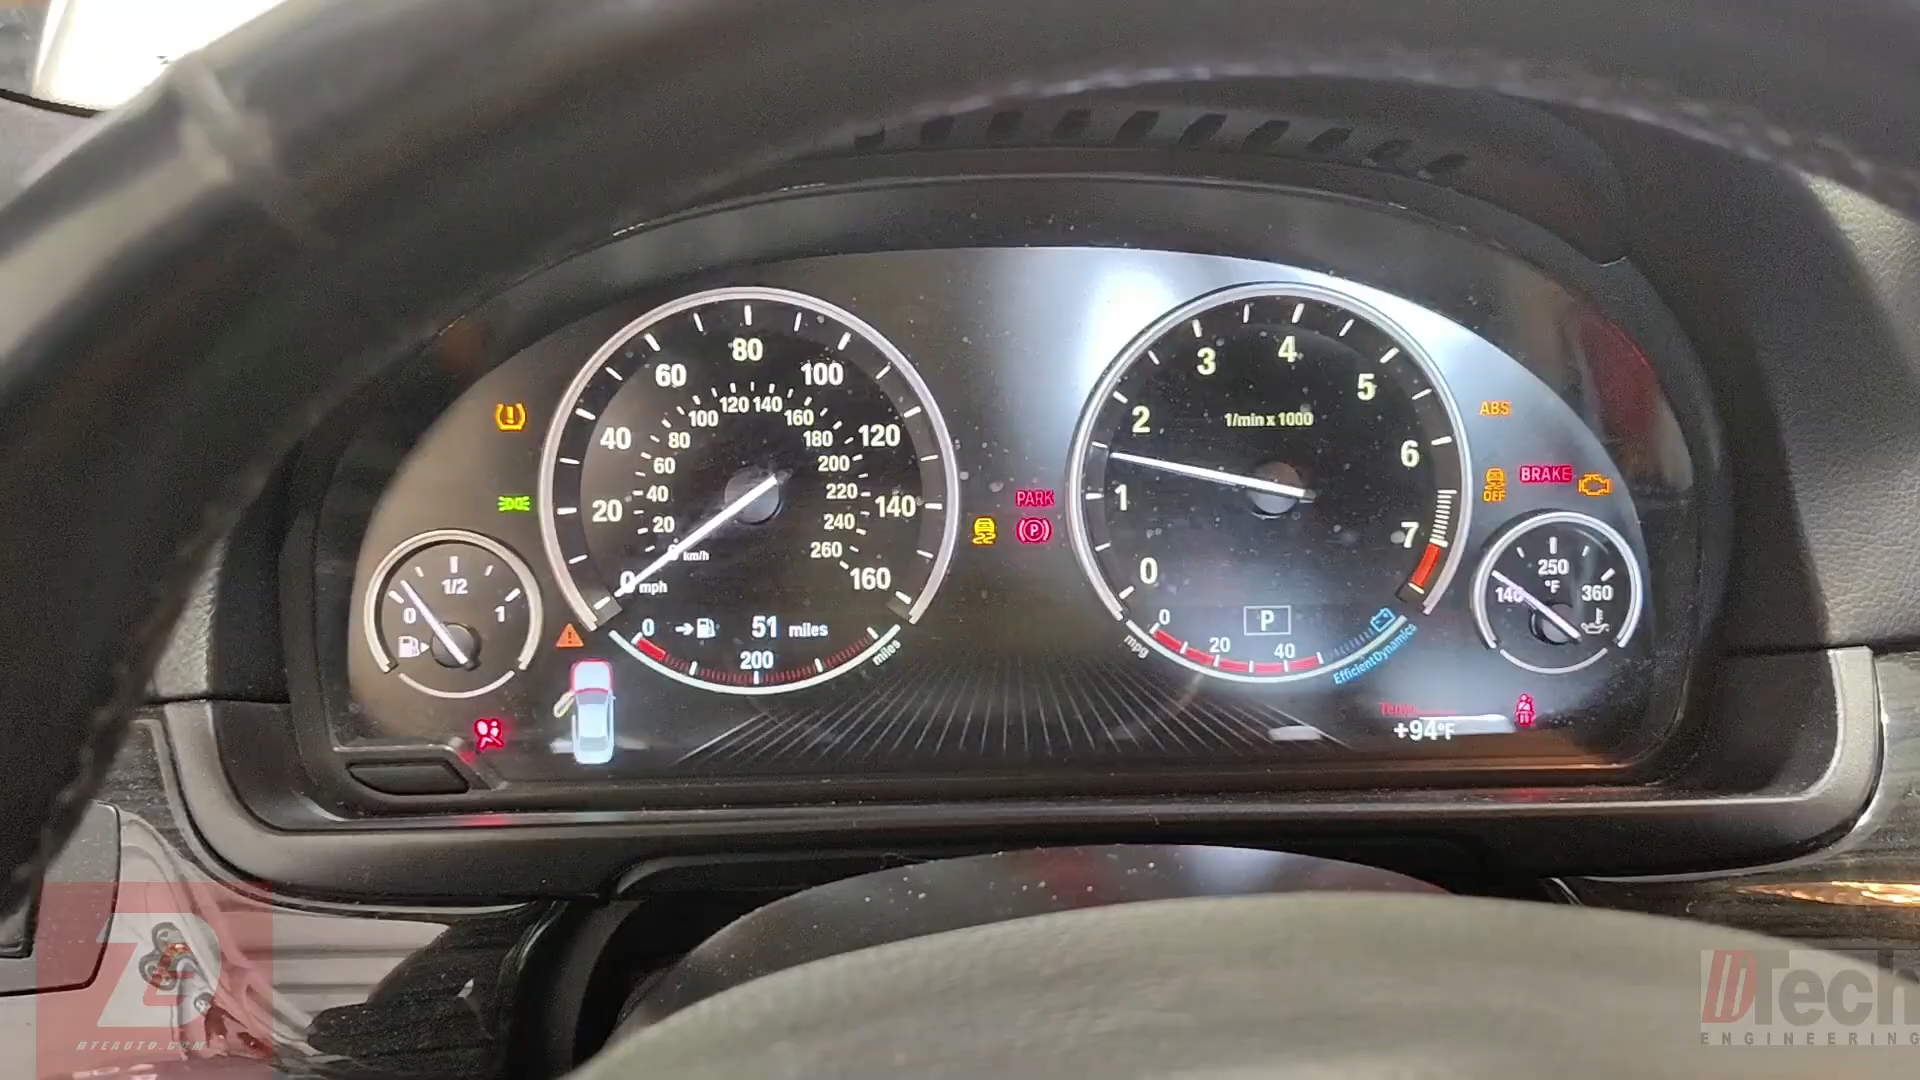 80
60
100
120
140
100
160
40
80
180
120
60
200
40
220
20
140
20
240
0
km/h
260
0
mph
160
0
51 miles
200
miles
1/2
0
1
PARK
P
3
4
2
5
1/min x 1000
6
1
7
0
P
0
20
40
mpg
EfficientDynamics
ABS
OFF
BRAKE
250
°F
140
360
+94°F
DTEAUTO.COM
DTech
ENGINEERING